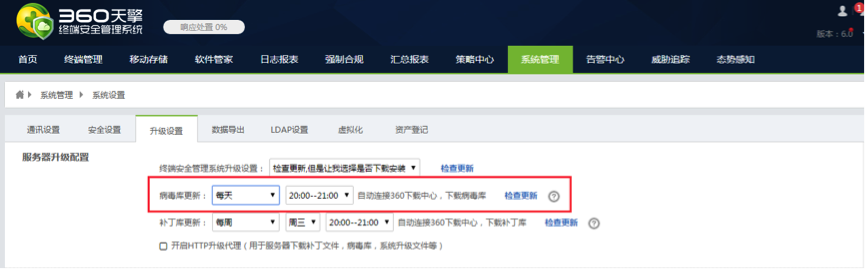 360天擎
终端安全管理系统
响应处置 0%
1
版本：6.0
首页 终端管理 移动存储 软件管家 日志报表 强制合规 汇总报表 策略中心 系统管理 告警中心 威胁追踪 态势感知
系统管理 系统设置
通讯设置 安全设置 升级设置 数据导出 LDAP设置 虚拟化 资产登记
服务器升级配置
终端安全管理系统升级设置： 检查更新,但是让我选择是否下载安装 检查更新
病毒库更新： 每天 20:00--21:00 自动连接360下载中心，下载病毒库 检查更新 ?
补丁库更新： 每周 周三 20:00--21:00 自动连接360下载中心，下载补丁库 检查更新 ?
开启HTTP升级代理（用于服务器下载补丁文件，病毒库，系统升级文件等）